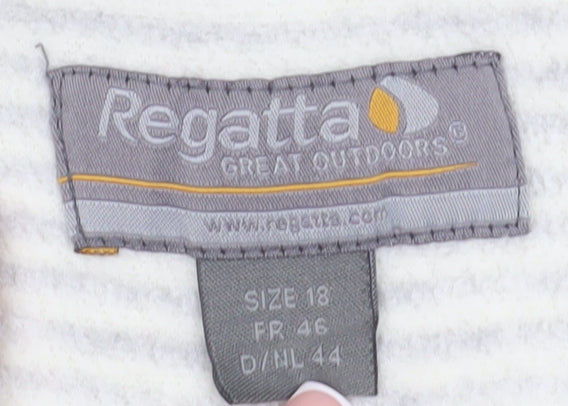 Regatta
GREAT OUTDOORS®
www.regatta.com
SIZE 18
FR 46
D/NL 44